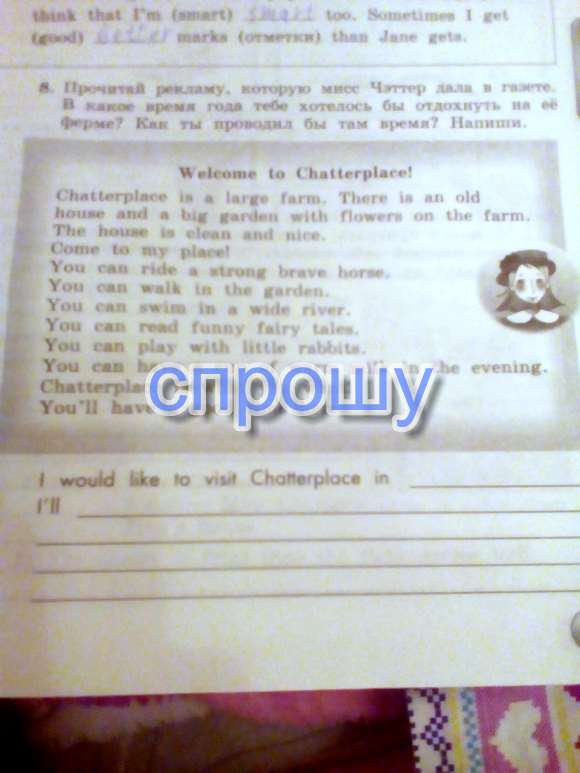 think that I'm (smart) smart too. Sometimes I get
(good) better marks (отметки) than Jane gets.
8. Прочитай рекламу, которую мисс Чэттер дала в газете.
В какое время года тебе хотелось бы отдохнуть на её
ферме? Как ты проводил бы там время? Напиши.
Welcome to Chatterplace!
Chatterplace is a large farm. There is an old
house and a big garden with flowers on the farm.
The house is clean and nice.
Come to my place!
You can ride a strong brave horse.
You can walk in the garden.
You can swim in a wide river.
You can read funny fairy tales.
You can play with little rabbits.
You can in the evening.
спрошу
You'll have
I would like to visit Chatterplace in
I'll